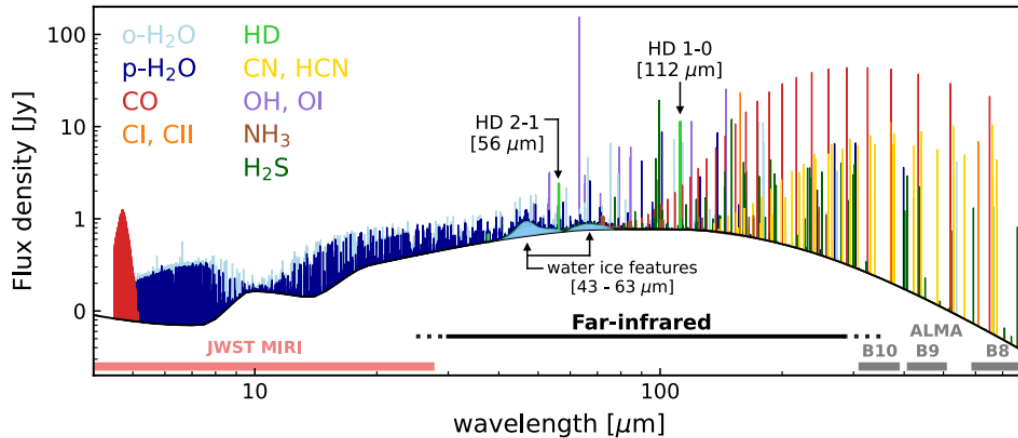 100
10
1
0
Flux density [Jy]
o-H₂O
p-H₂O
CO
CI, CII
HD
CN, HCN
OH, OI
NH₃
H₂S
HD 2-1
[56 μm]
HD 1-0
[112 μm]
water ice features
[43 - 63 μm]
Far-infrared
JWST MIRI
ALMA
B10 B9 B8
10 100
wavelength [μm]